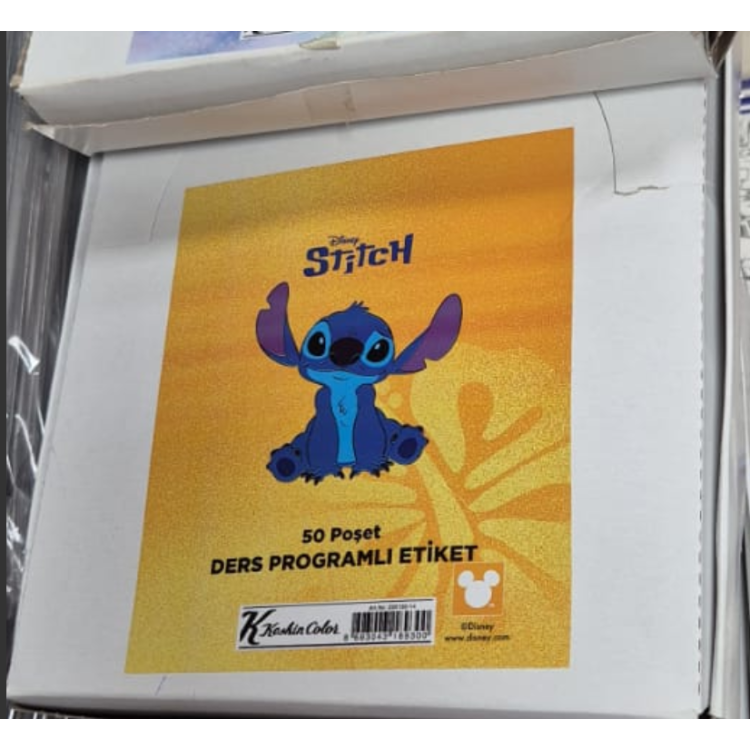 Disney
STiTCH
50 Poşet
DERS PROGRAMLI ETİKET
Keskin Color
©Disney
www.disney.com